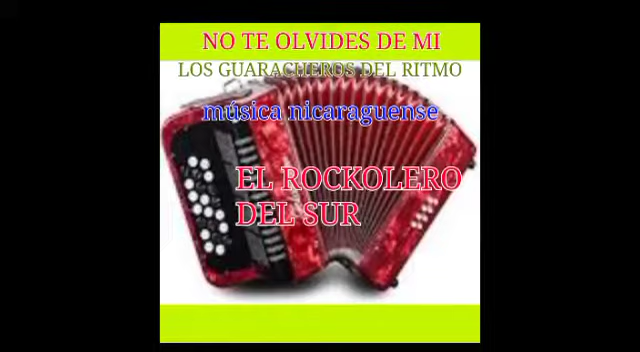 NO TE OLVIDES DE MI
LOS GUARACHEROS DEL RITMO
música nicaraguense
EL ROCKOLERO
DEL SUR